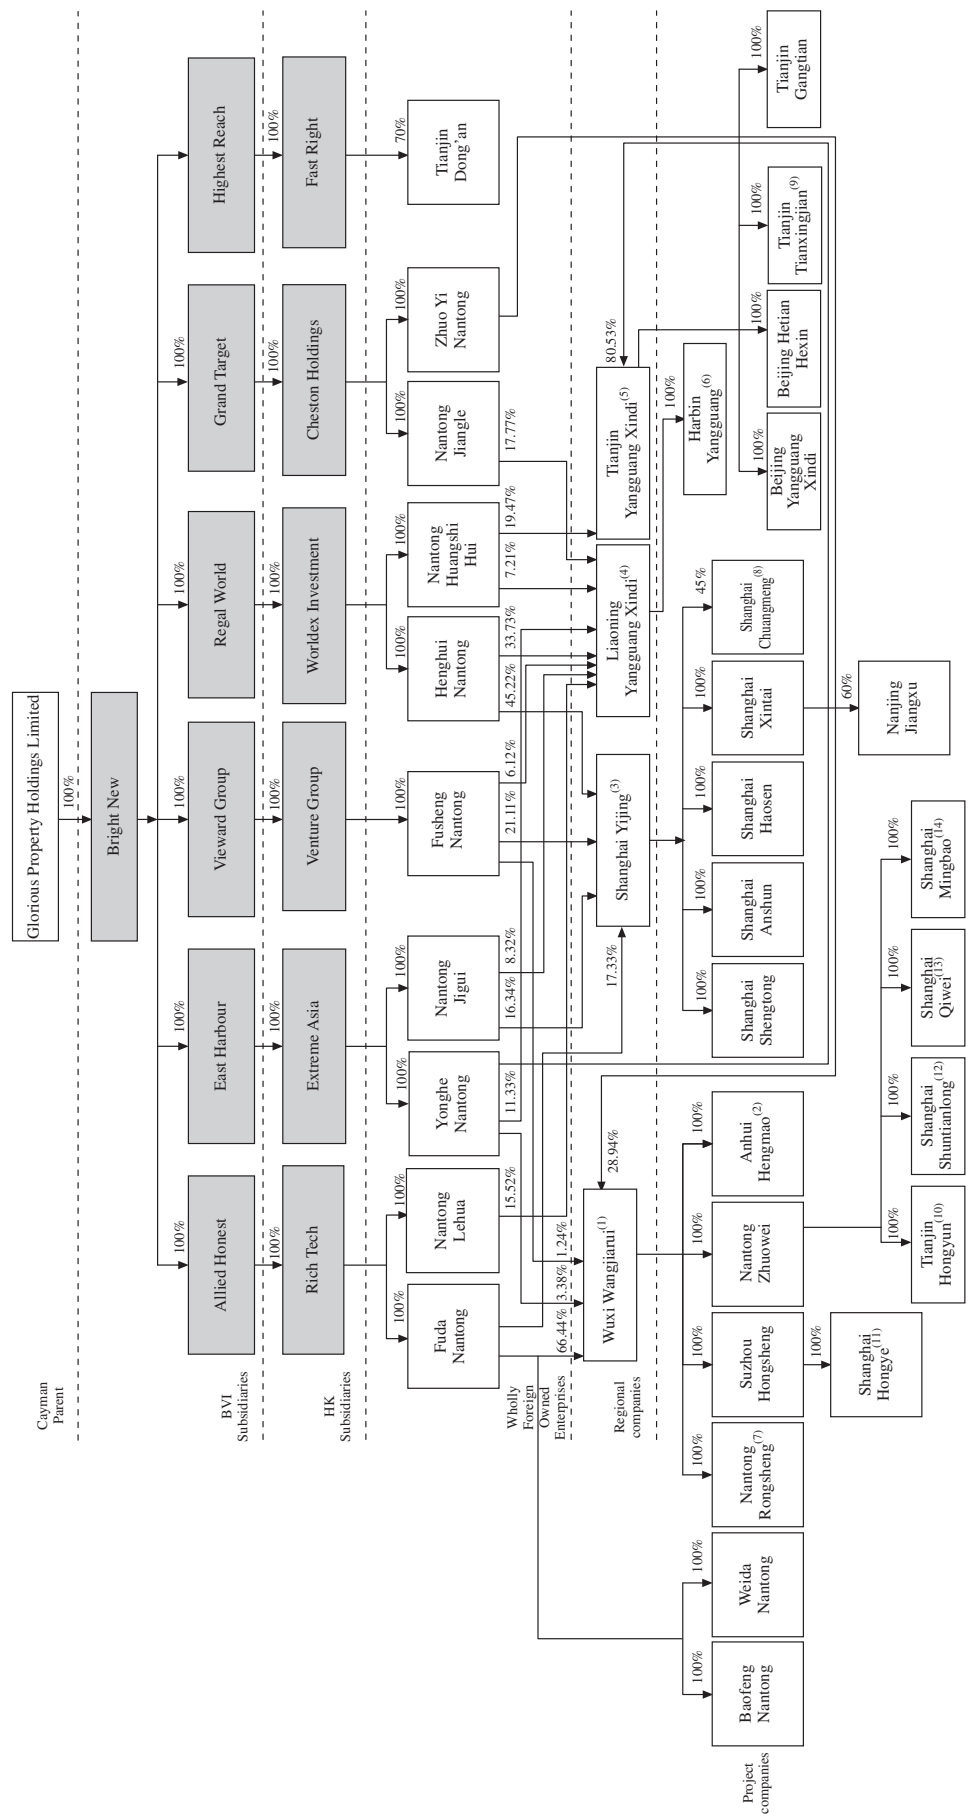 Glorious Property Holdings Limited
Cayman
Parent
100%
Bright New
100%
100%
100%
100%
100%
Allied Honest
East Harbour
Vieward Group
Regal World
Grand Target
Highest Reach
BVI
Subsidiaries
100%
100%
100%
100%
100%
100%
Rich Tech
Extreme Asia
Venture Group
Worldex Investment
Cheston Holdings
Fast Right
HK
Subsidiaries
100%
100%
100%
100%
100%
100%
100%
100%
100%
70%
Fuda
Nantong
Nantong
Lehua
Yonghe
Nantong
Nantong
Jigui
Fusheng
Nantong
Henghui
Nantong
Nantong
Huangshi
Hui
Nantong
Jiangle
Zhuo Yi
Nantong
Tianjin
Dong’an
Wholly
Foreign
Owned
Enterprises
15.52%
11.33%
16.34%
8.32%
21.11%
6.12%
45.22%
33.73%
7.21%
19.47%
17.77%
66.44%
3.38%
1.24%
28.94%
17.33%
80.53%
Regional
companies
Wuxi Wangjiarui(1)
Shanghai Yijing(3)
Liaoning
Yangguang Xindi(4)
Tianjin
Yangguang Xindi(5)
100%
Harbin
Yangguang(6)
100%
100%
100%
100%
100%
100%
100%
100%
100%
100%
100%
45%
Project
companies
Baofeng
Nantong
Weida
Nantong
Nantong
Rongsheng(7)
Suzhou
Hongsheng
Nantong
Zhuowei
Anhui
Hengmao(2)
Shanghai
Shengtong
Shanghai
Anshun
Shanghai
Haosen
Shanghai
Xintai
Shanghai
Chuangmeng(8)
100%
100%
100%
100%
Beijing
Yangguang
Xindi
Beijing Hetian
Hexin
Tianjin
Tianxingjian(9)
Tianjin
Gangtian
100%
Shanghai
Hongye(11)
60%
Nanjing
Jiangxu
100%
100%
100%
100%
Tianjin
Hongyun(10)
Shanghai
Shuntianlong(12)
Shanghai
Qiwei(13)
Shanghai
Mingbao(14)